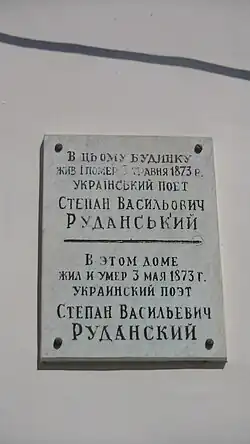 В ЦЬОМУ БУДИНКУ
ЖИВ І ПОМЕР 3 ТРАВНЯ 1873 Р.
УКРАЇНСЬКИЙ ПОЕТ
СТЕПАН ВАСИЛЬОВИЧ
РУДАНСЬКИЙ
В ЭТОМ ДОМЕ
ЖИЛ И УМЕР 3 МАЯ 1873 Г.
УКРАИНСКИЙ ПОЭТ
СТЕПАН ВАСИЛЬЕВИЧ
РУДАНСКИЙ